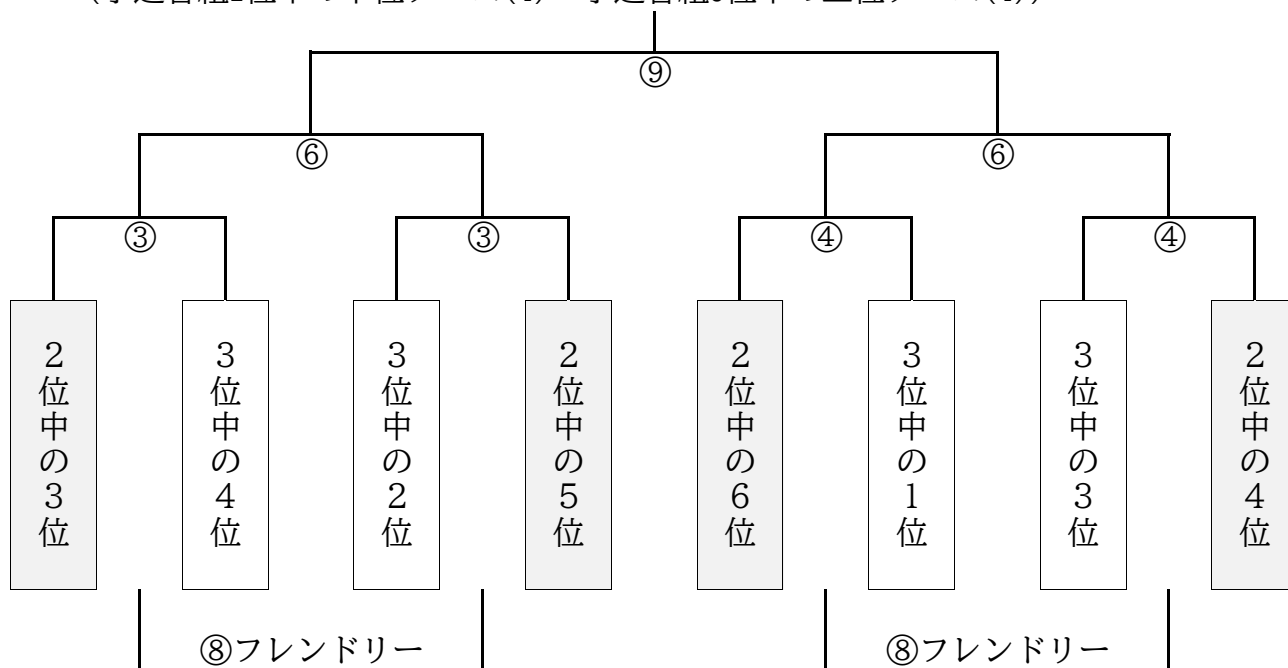 ⑨
⑥ ⑥
③ ③ ④ ④
2位中の3位
3位中の4位
3位中の2位
2位中の5位
2位中の6位
3位中の1位
3位中の3位
2位中の4位
⑧フレンドリー ⑧フレンドリー